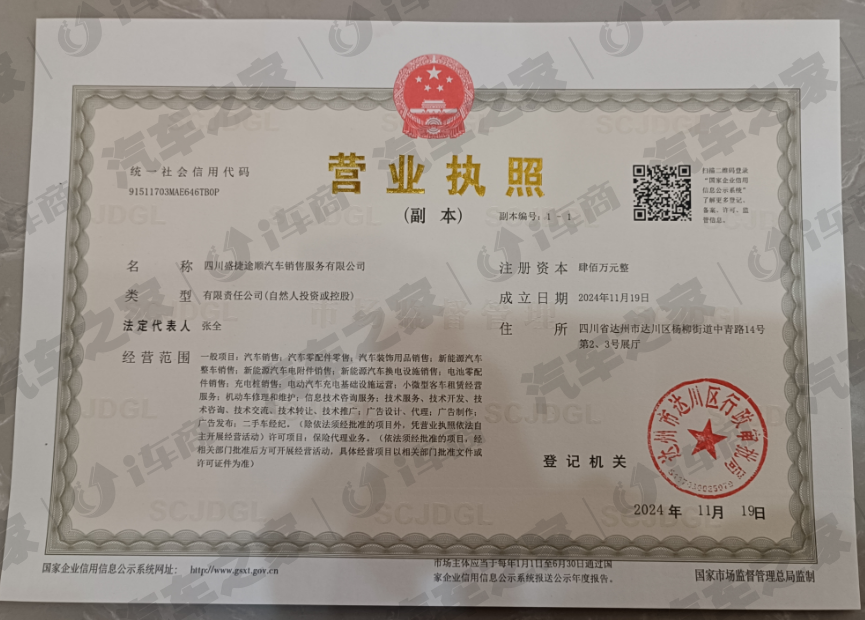 营业执照
(副 本)
副本编号：1 - 1
统一社会信用代码
91511703MAE646TB0P
扫描二维码登录
“国家企业信用
信息公示系统”
了解更多登记、
备案、许可、监
管信息。
名 称 四川盛捷途顺汽车销售服务有限公司
类 型 有限责任公司(自然人投资或控股)
法定代表人 张全
经营范围 一般项目：汽车销售；汽车零配件零售；汽车装饰用品销售；新能源汽车
整车销售；新能源汽车电附件销售；新能源汽车换电设施销售；电池零配
件销售；充电桩销售；电动汽车充电基础设施运营；小微型客车租赁经营
服务；机动车修理和维护；信息技术咨询服务；技术服务、技术开发、技
术咨询、技术交流、技术转让、技术推广；广告设计、代理；广告制作；
广告发布；二手车经纪。（除依法须经批准的项目外，凭营业执照依法自
主开展经营活动）许可项目：保险代理业务。（依法须经批准的项目，经
相关部门批准后方可开展经营活动，具体经营项目以相关部门批准文件或
许可证件为准）
注册资本 肆佰万元整
成立日期 2024年11月19日
住 所 四川省达州市达川区杨柳街道中青路14号
第2、3号展厅
登记机关
达州市达川区行政审批局
2024 年 11月 19日
国家企业信用信息公示系统网址： http://www.gsxt.gov.cn
市场主体应当于每年1月1日至6月30日通过国
家企业信用信息公示系统报送公示年度报告。
国家市场监督管理总局监制
SCJDGL
汽车之家
i车商